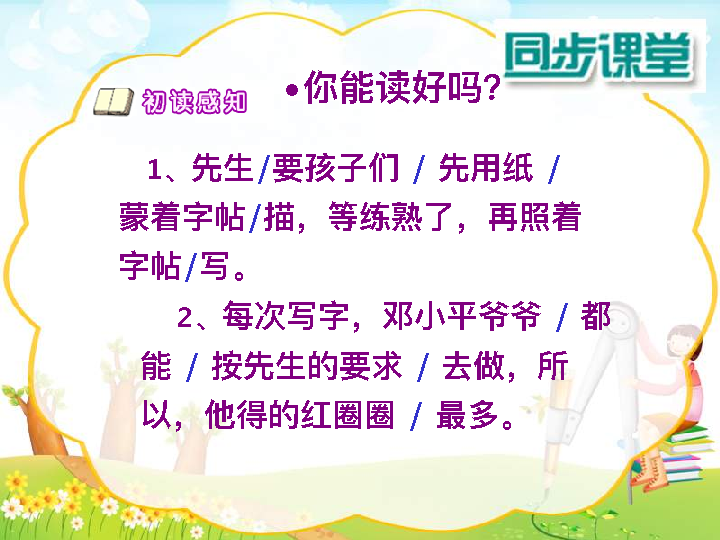 同步课堂
初读感知
•你能读好吗?
1、先生/要孩子们 / 先用纸 /
蒙着字帖/描，等练熟了，再照着
字帖/写。
2、每次写字，邓小平爷爷 / 都
能 / 按先生的要求 / 去做，所
以，他得的红圈圈 / 最多。